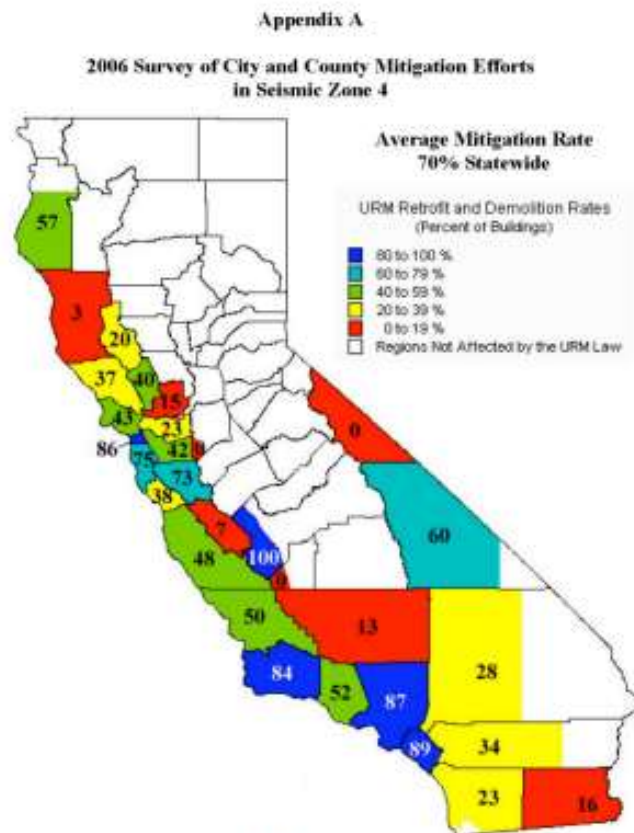 Appendix A
2006 Survey of City and County Mitigation Efforts
in Seismic Zone 4
Average Mitigation Rate
70% Statewide
URM Retrofit and Demolition Rates
(Percent of Buildings)
80 to 100 %
60 to 79 %
40 to 59 %
20 to 39 %
0 to 19 %
Regions Not Affected by the URM Law
57
3
20
37
40
15
43
23
0
86
42
0
75
73
38
7
60
48
100
0
50
13
84
52
87
28
89
34
23
16